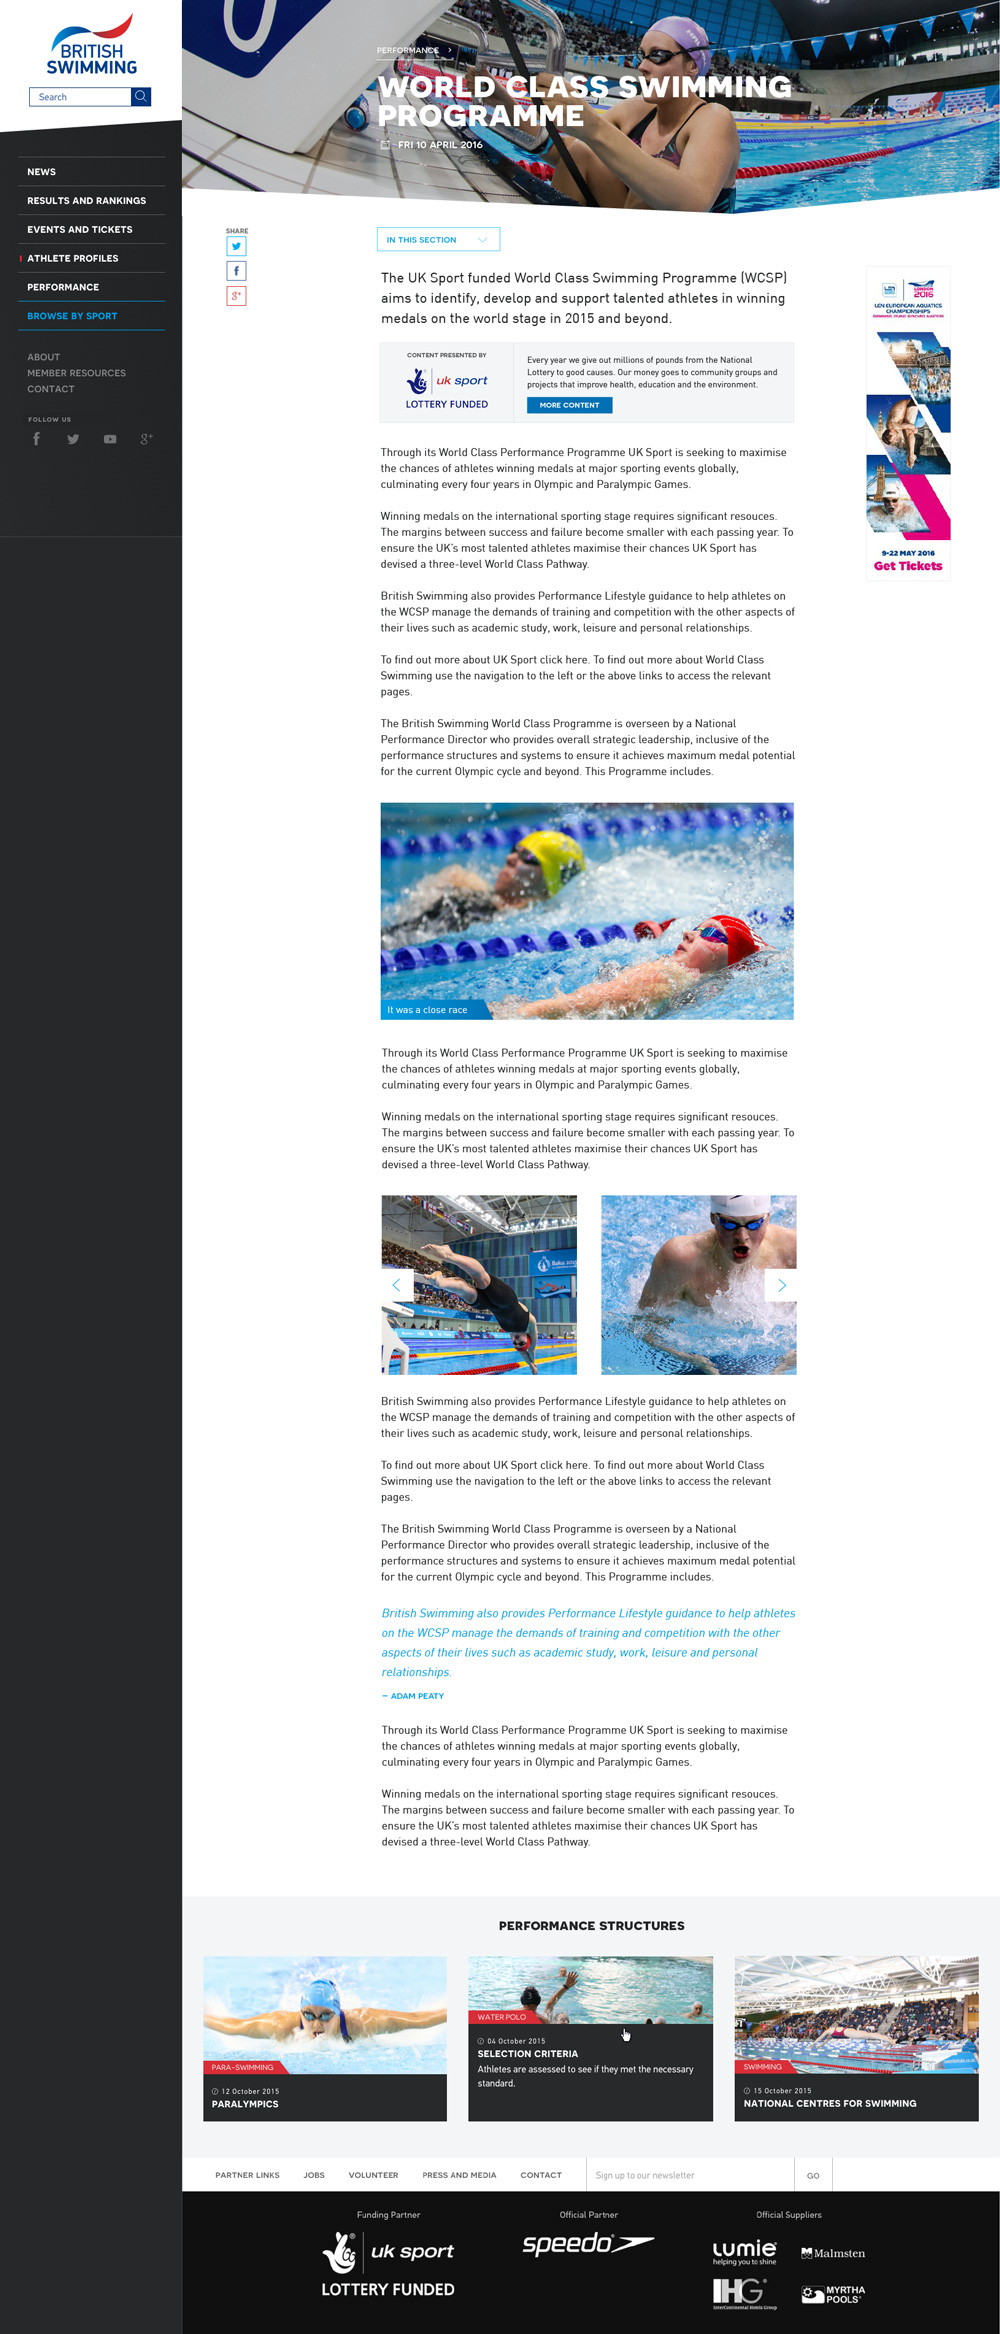 BRITISH
SWIMMING
Search
NEWS
RESULTS AND RANKINGS
EVENTS AND TICKETS
ATHLETE PROFILES
PERFORMANCE
BROWSE BY SPORT
ABOUT
MEMBER RESOURCES
CONTACT
FOLLOW US
PERFORMANCE >
WORLD CLASS SWIMMING
PROGRAMME
FRI 10 APRIL 2016
SHARE
IN THIS SECTION
The UK Sport funded World Class Swimming Programme (WCSP)
aims to identify, develop and support talented athletes in winning
medals on the world stage in 2015 and beyond.
CONTENT PRESENTED BY
uk sport
LOTTERY FUNDED
Every year we give out millions of pounds from the National
Lottery to good causes. Our money goes to community groups and
projects that improve health, education and the environment.
MORE CONTENT
LEN
LONDON
2016
LEN EUROPEAN AQUATICS
CHAMPIONSHIPS
SWIMMING DIVING SYNCHRO MASTERS
9-22 MAY 2016
Get Tickets
Through its World Class Performance Programme UK Sport is seeking to maximise
the chances of athletes winning medals at major sporting events globally,
culminating every four years in Olympic and Paralympic Games.
Winning medals on the international sporting stage requires significant resouces.
The margins between success and failure become smaller with each passing year. To
ensure the UK's most talented athletes maximise their chances UK Sport has
devised a three-level World Class Pathway.
British Swimming also provides Performance Lifestyle guidance to help athletes on
the WCSP manage the demands of training and competition with the other aspects of
their lives such as academic study, work, leisure and personal relationships.
To find out more about UK Sport click here. To find out more about World Class
Swimming use the navigation to the left or the above links to access the relevant
pages.
The British Swimming World Class Programme is overseen by a National
Performance Director who provides overall strategic leadership, inclusive of the
performance structures and systems to ensure it achieves maximum medal potential
for the current Olympic cycle and beyond. This Programme includes.
It was a close race
Through its World Class Performance Programme UK Sport is seeking to maximise
the chances of athletes winning medals at major sporting events globally,
culminating every four years in Olympic and Paralympic Games.
Winning medals on the international sporting stage requires significant resouces.
The margins between success and failure become smaller with each passing year. To
ensure the UK's most talented athletes maximise their chances UK Sport has
devised a three-level World Class Pathway.
Baku 2015
British Swimming also provides Performance Lifestyle guidance to help athletes on
the WCSP manage the demands of training and competition with the other aspects of
their lives such as academic study, work, leisure and personal relationships.
To find out more about UK Sport click here. To find out more about World Class
Swimming use the navigation to the left or the above links to access the relevant
pages.
The British Swimming World Class Programme is overseen by a National
Performance Director who provides overall strategic leadership, inclusive of the
performance structures and systems to ensure it achieves maximum medal potential
for the current Olympic cycle and beyond. This Programme includes.
British Swimming also provides Performance Lifestyle guidance to help athletes
on the WCSP manage the demands of training and competition with the other
aspects of their lives such as academic study, work, leisure and personal
relationships.
– ADAM PEATY
Through its World Class Performance Programme UK Sport is seeking to maximise
the chances of athletes winning medals at major sporting events globally,
culminating every four years in Olympic and Paralympic Games.
Winning medals on the international sporting stage requires significant resouces.
The margins between success and failure become smaller with each passing year. To
ensure the UK's most talented athletes maximise their chances UK Sport has
devised a three-level World Class Pathway.
PERFORMANCE STRUCTURES
PARA-SWIMMING
12 October 2015
PARALYMPICS
WATER POLO
04 October 2015
SELECTION CRITERIA
Athletes are assessed to see if they met the necessary
standard.
SWIMMING
15 October 2015
NATIONAL CENTRES FOR SWIMMING
PARTNER LINKS
JOBS
VOLUNTEER
PRESS AND MEDIA
CONTACT
Sign up to our newsletter
GO
Funding Partner
uk sport
LOTTERY FUNDED
Official Partner
speedo
Official Suppliers
Lumie
helping you to shine
Malmsten
IHG
InterContinental Hotels Group
MYRTHA
POOLS